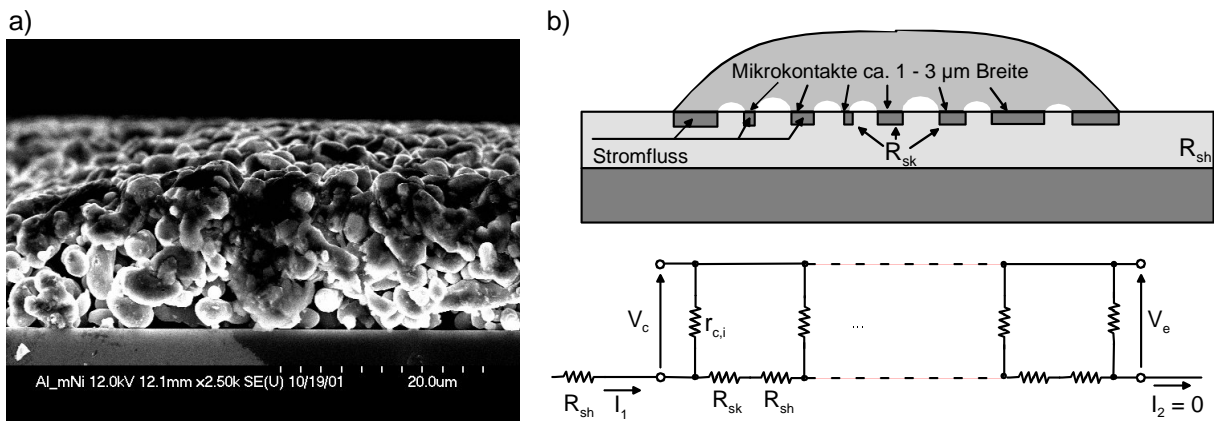 a)
Al_mNi 12.0kV 12.1mm x2.50k SE(U) 10/19/01 20.0um
b)
Mikrokontakte ca. 1 - 3 µm Breite
Stromfluss
R_sk
R_sh
V_c
r_c,i
...
V_e
R_sh
I_1
R_sk
R_sh
I_2 = 0